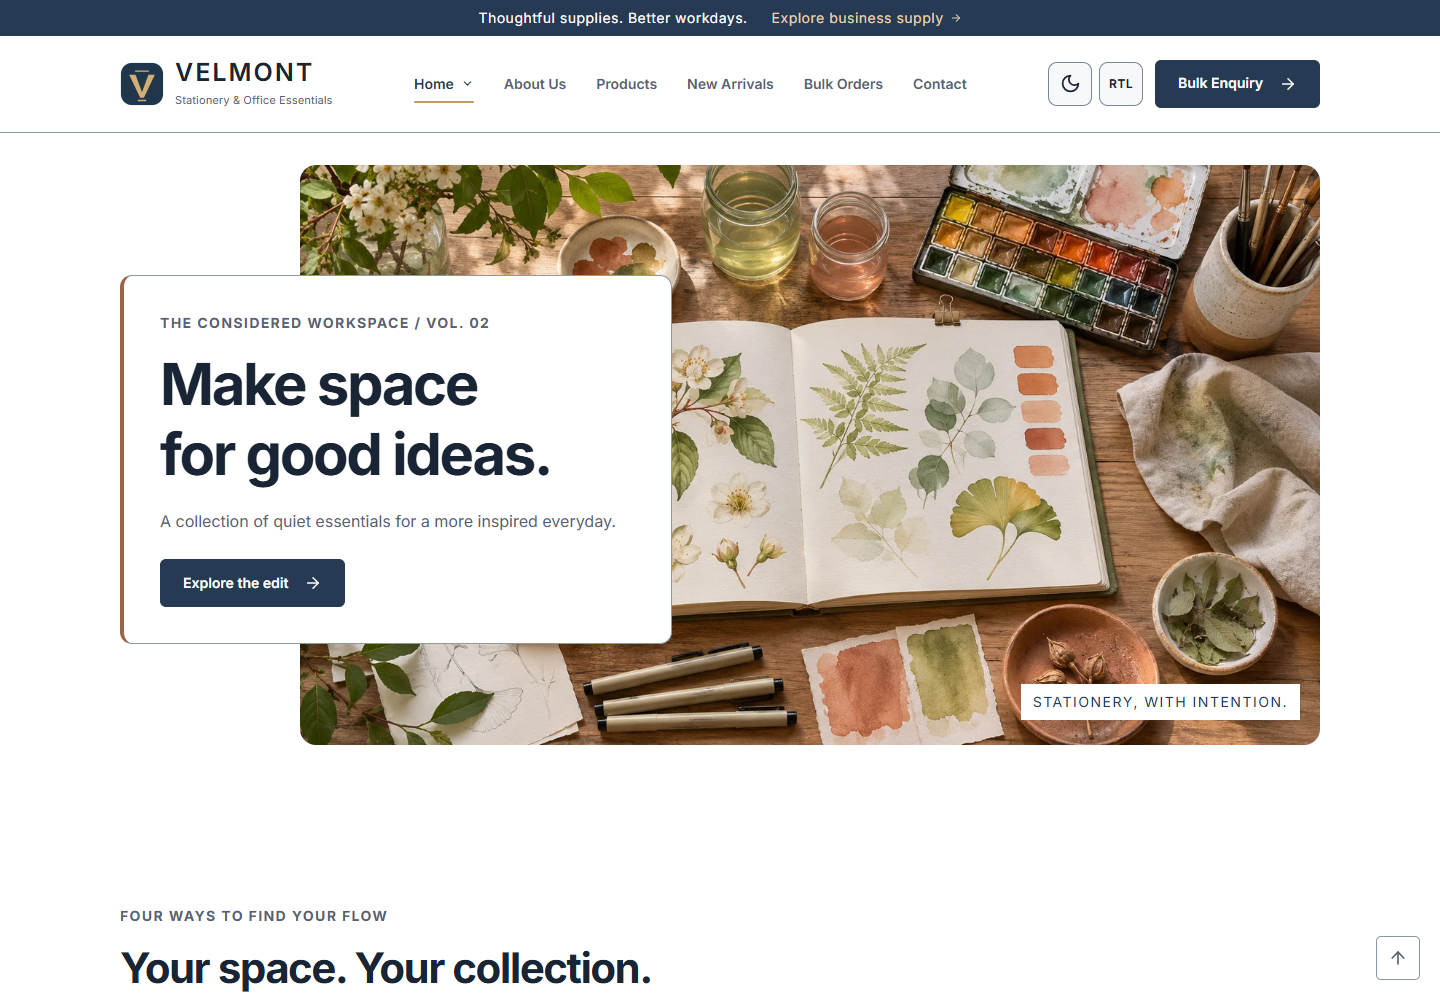 Thoughtful supplies. Better workdays. Explore business supply
VELMONT
Stationery & Office Essentials
Home About Us Products New Arrivals Bulk Orders Contact
RTL
Bulk Enquiry
THE CONSIDERED WORKSPACE / VOL. 02
Make space
for good ideas.
A collection of quiet essentials for a more inspired everyday.
Explore the edit
STATIONERY, WITH INTENTION.
FOUR WAYS TO FIND YOUR FLOW
Your space. Your collection.